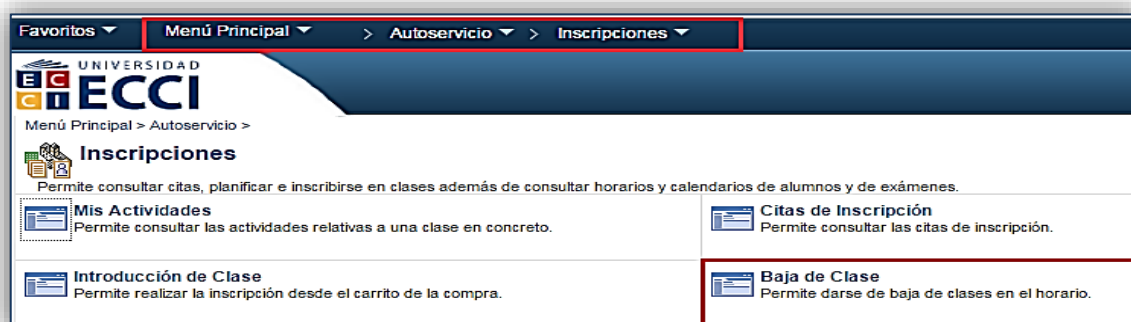 Favoritos Menú Principal > Autoservicio > Inscripciones
UNIVERSIDAD
ECCI
ECCI
Menú Principal > Autoservicio >
Inscripciones
Permite consultar citas, planificar e inscribirse en clases además de consultar horarios y calendarios de alumnos y de exámenes.
Mis Actividades
Permite consultar las actividades relativas a una clase en concreto.
Citas de Inscripción
Permite consultar las citas de inscripción.
Introducción de Clase
Permite realizar la inscripción desde el carrito de la compra.
Baja de Clase
Permite darse de baja de clases en el horario.